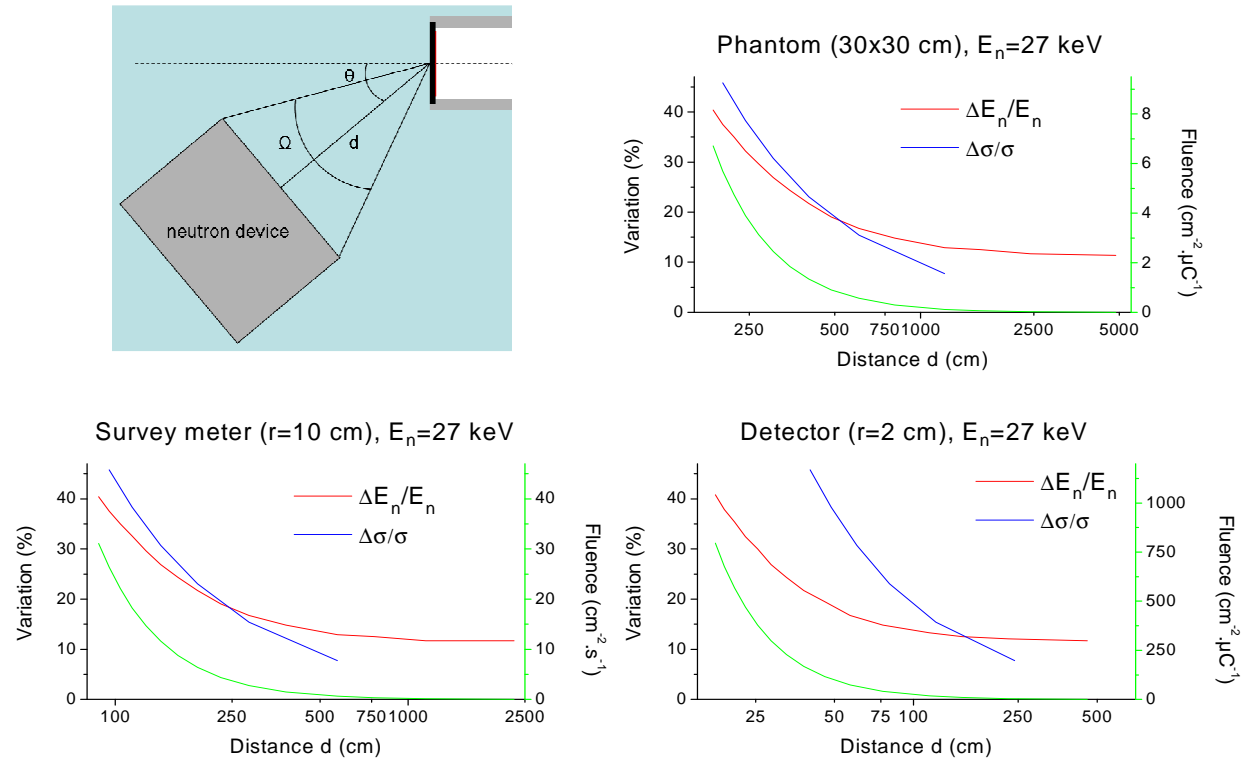 θ
Ω
d
neutron device
Phantom (30x30 cm), Eₙ=27 keV
ΔEₙ/Eₙ
Δσ/σ
Variation (%)
0
10
20
30
40
0
2
4
6
8
Fluence (cm⁻².µC⁻¹)
250
500
750
1000
2500
5000
Distance d (cm)
Survey meter (r=10 cm), Eₙ=27 keV
ΔEₙ/Eₙ
Δσ/σ
Variation (%)
0
10
20
30
40
0
10
20
30
40
Fluence (cm⁻².s⁻¹)
100
250
500
750
1000
2500
Distance d (cm)
Detector (r=2 cm), Eₙ=27 keV
ΔEₙ/Eₙ
Δσ/σ
Variation (%)
0
10
20
30
40
0
250
500
750
1000
Fluence (cm⁻².µC⁻¹)
25
50
75
100
250
500
Distance d (cm)